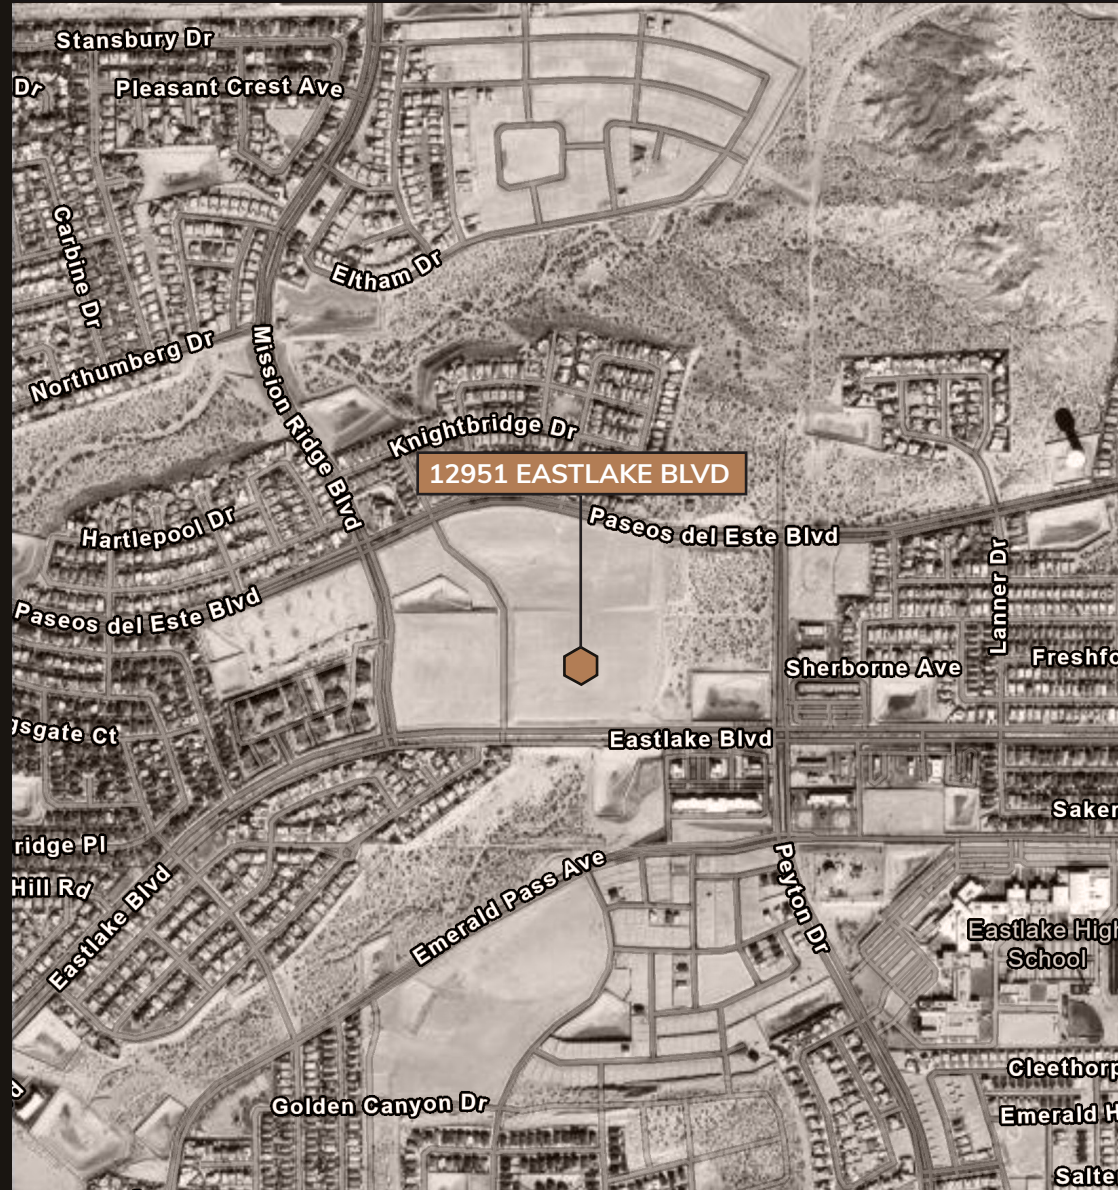 Stansbury Dr
Dr
Pleasant Crest Ave
Carbine Dr
Eltham Dr
Northumberg Dr
Mission Ridge Blvd
Knightbridge Dr
12951 EASTLAKE BLVD
Hartlepool Dr
Paseos del Este Blvd
Paseos del Este Blvd
Lanner Dr
Sherborne Ave
Freshfo
gsgate Ct
Eastlake Blvd
Saker
ridge Pl
Hill Rd
Eastlake Blvd
Emerald Pass Ave
Peyton Dr
Eastlake High
School
Cleethorp
Golden Canyon Dr
Emerald H
Salte